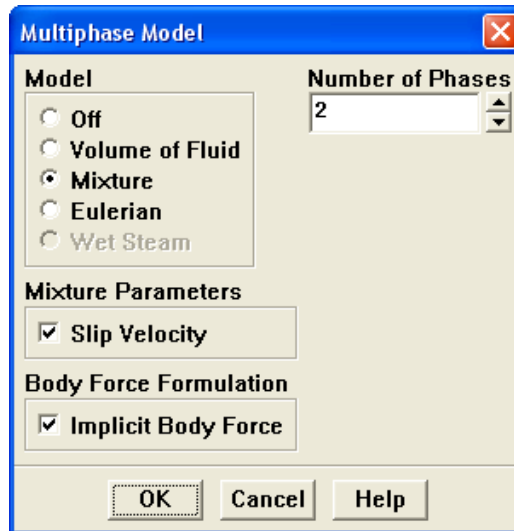 Multiphase Model
Model
Number of Phases
2
Off
Volume of Fluid
Mixture
Eulerian
Wet Steam
Mixture Parameters
Slip Velocity
Body Force Formulation
Implicit Body Force
OK Cancel Help